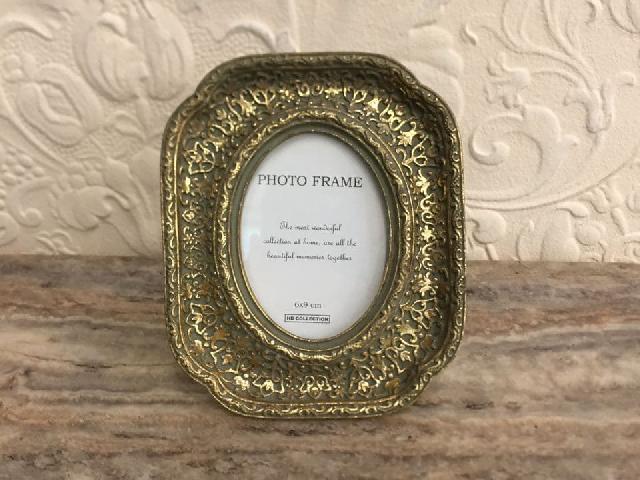 PHOTO FRAME
The most wonderful
collection at home, are all the
beautiful memories together
6x9 cm
HB COLLECTION